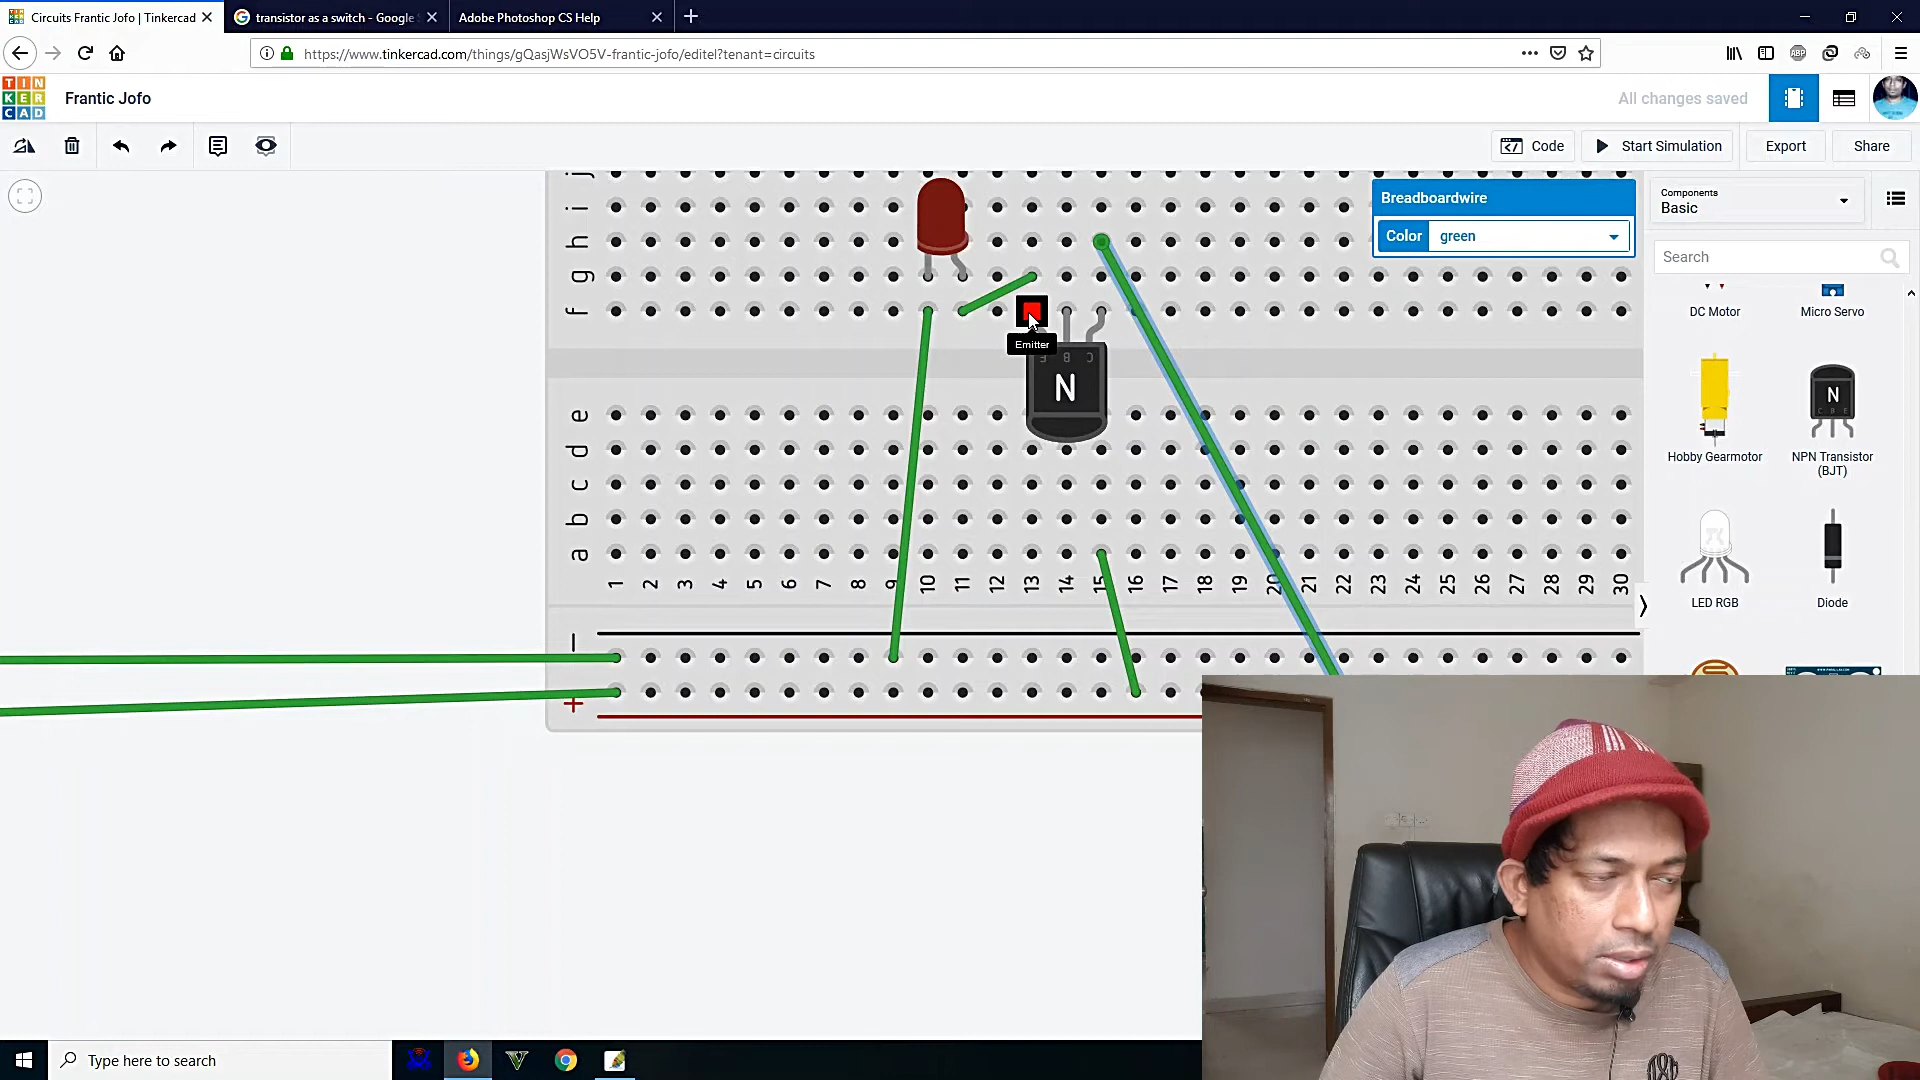 Circuits Frantic Jofo | Tinkercad
transistor as a switch - Google
Adobe Photoshop CS Help
https://www.tinkercad.com/things/gQasjWsVO5V-frantic-jofo/editel?tenant=circuits
ABP
TIN
KER
CAD
Frantic Jofo
All changes saved
Code
Start Simulation
Export
Share
Breadboardwire
Color
green
Components
Basic
Search
DC Motor
Micro Servo
Hobby Gearmotor
NPN Transistor (BJT)
LED RGB
Diode
N
C B E
j
i
h
g
f
Emitter
E B C
N
e
d
c
b
a
1 2 3 4 5 6 7 8 9 10 11 12 13 14 15 16 17 18 19 20 21 22 23 24 25 26 27 28 29 30
−
+
Type here to search